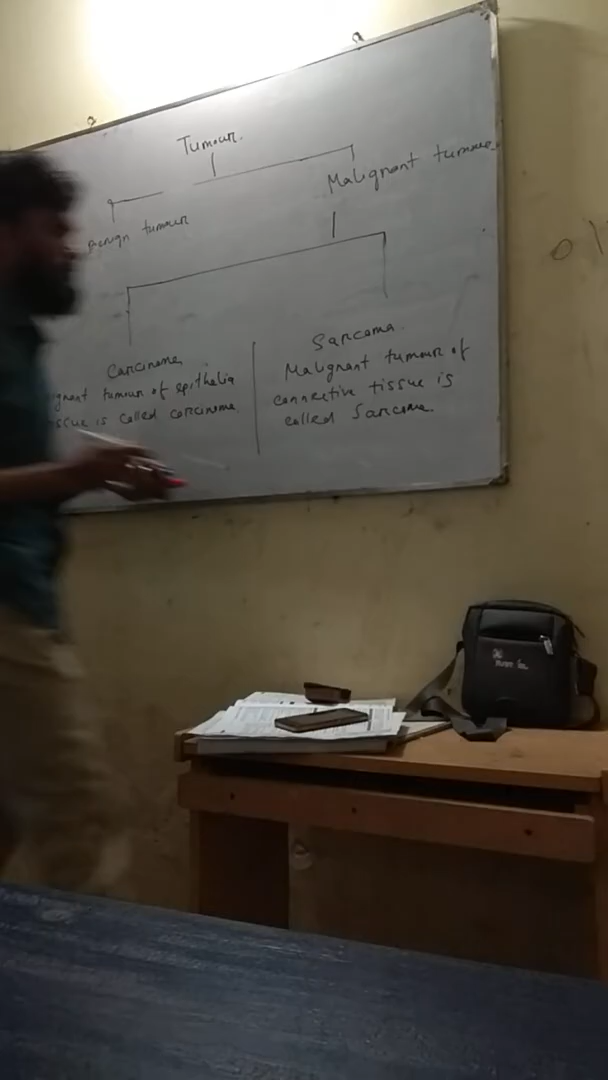 Tumour.
Benign tumour
Malignant tumour
Carcinoma
tumour of epithelia
is called carcinoma
Sarcoma.
Malignant tumour of
connective tissue is
called Sarcoma.